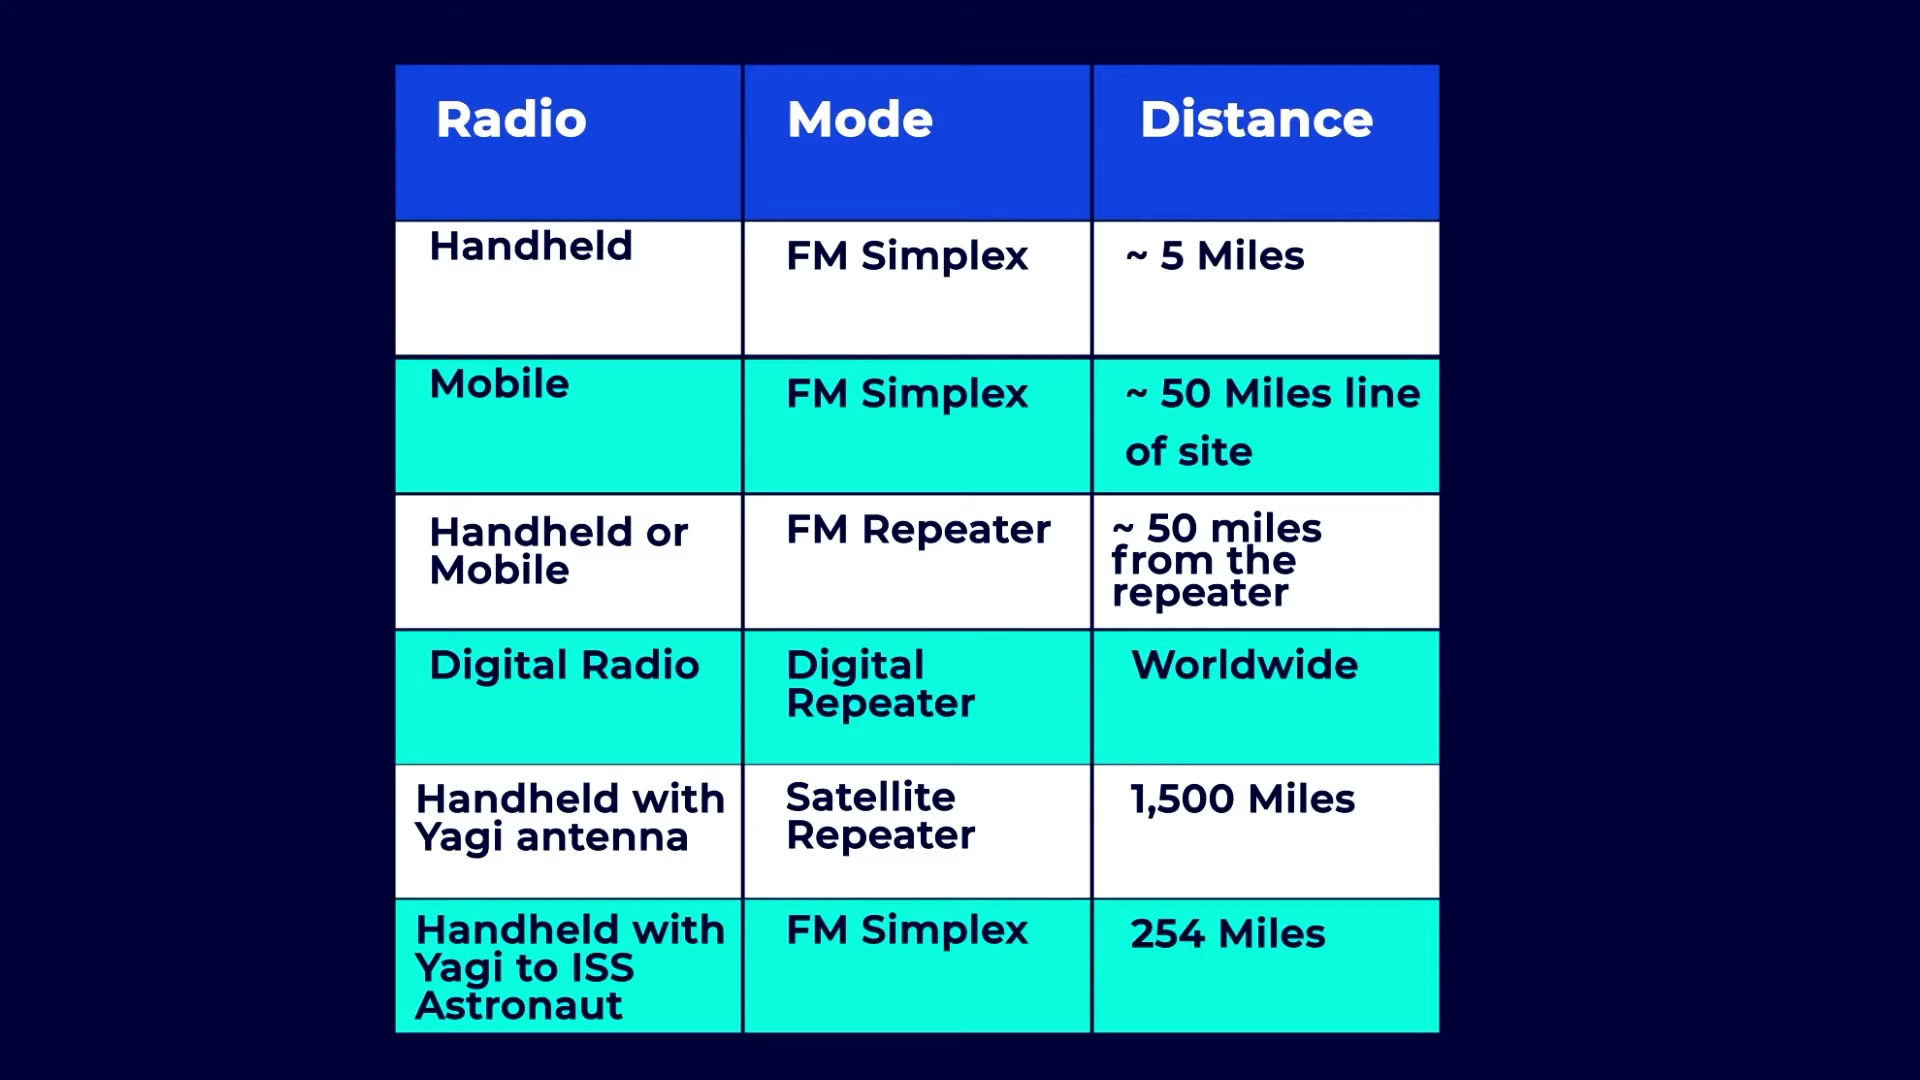 Radio Mode Distance
Handheld FM Simplex ~ 5 Miles
Mobile FM Simplex ~ 50 Miles line
of site
Handheld or
Mobile
FM Repeater
~ 50 miles
from the
repeater
Digital Radio
Digital
Repeater
Worldwide
Handheld with
Yagi antenna
Satellite
Repeater
1,500 Miles
Handheld with
Yagi to ISS
Astronaut
FM Simplex
254 Miles